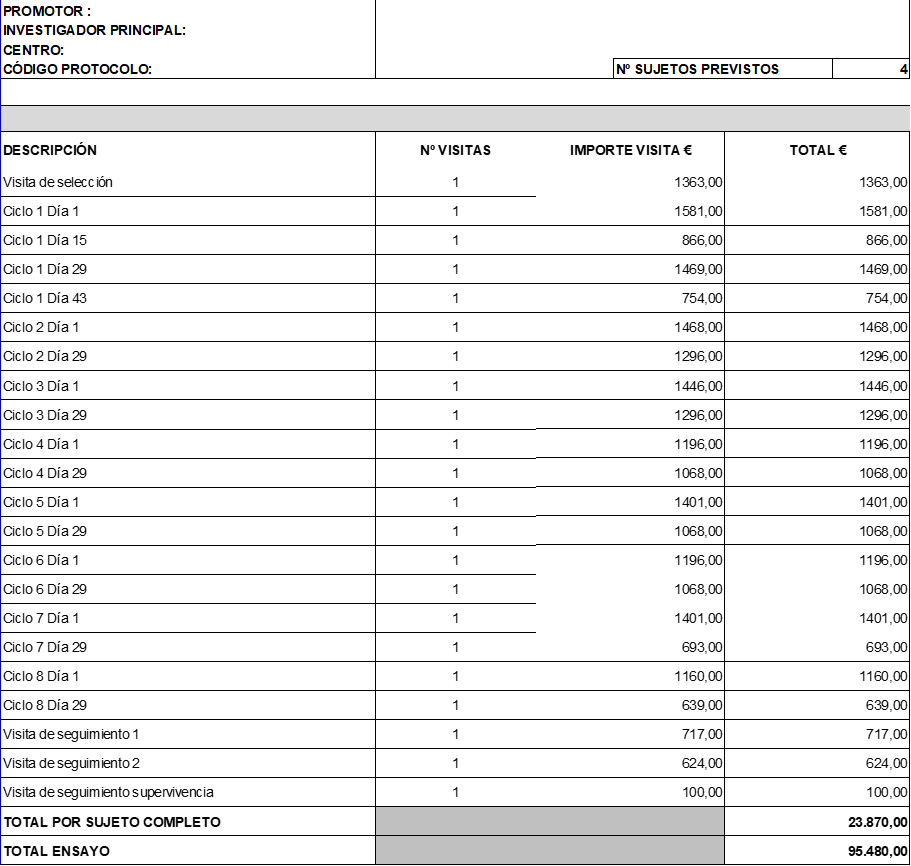 PROMOTOR :
INVESTIGADOR PRINCIPAL:
CENTRO:
CÓDIGO PROTOCOLO: Nº SUJETOS PREVISTOS 4
DESCRIPCIÓN Nº VISITAS IMPORTE VISITA € TOTAL €
Visita de selección 1 1363,00 1363,00
Ciclo 1 Día 1 1 1581,00 1581,00
Ciclo 1 Día 15 1 866,00 866,00
Ciclo 1 Día 29 1 1469,00 1469,00
Ciclo 1 Día 43 1 754,00 754,00
Ciclo 2 Día 1 1 1468,00 1468,00
Ciclo 2 Día 29 1 1296,00 1296,00
Ciclo 3 Día 1 1 1446,00 1446,00
Ciclo 3 Día 29 1 1296,00 1296,00
Ciclo 4 Día 1 1 1196,00 1196,00
Ciclo 4 Día 29 1 1068,00 1068,00
Ciclo 5 Día 1 1 1401,00 1401,00
Ciclo 5 Día 29 1 1068,00 1068,00
Ciclo 6 Día 1 1 1196,00 1196,00
Ciclo 6 Día 29 1 1068,00 1068,00
Ciclo 7 Día 1 1 1401,00 1401,00
Ciclo 7 Día 29 1 693,00 693,00
Ciclo 8 Día 1 1 1160,00 1160,00
Ciclo 8 Día 29 1 639,00 639,00
Visita de seguimiento 1 1 717,00 717,00
Visita de seguimiento 2 1 624,00 624,00
Visita de seguimiento supervivencia 1 100,00 100,00
TOTAL POR SUJETO COMPLETO 23.870,00
TOTAL ENSAYO 95.480,00